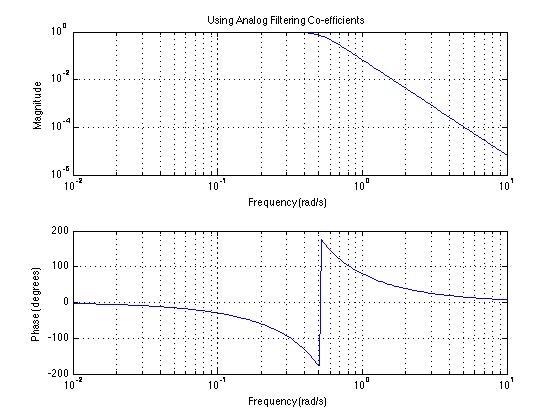 Using Analog Filtering Co-efficients
10^0
10^-2
10^-4
10^-6
Magnitude
10^-2 10^-1 10^0 10^1
Frequency(rad/s)
200
100
0
-100
-200
Phase (degrees)
10^-2 10^-1 10^0 10^1
Frequency(rad/s)